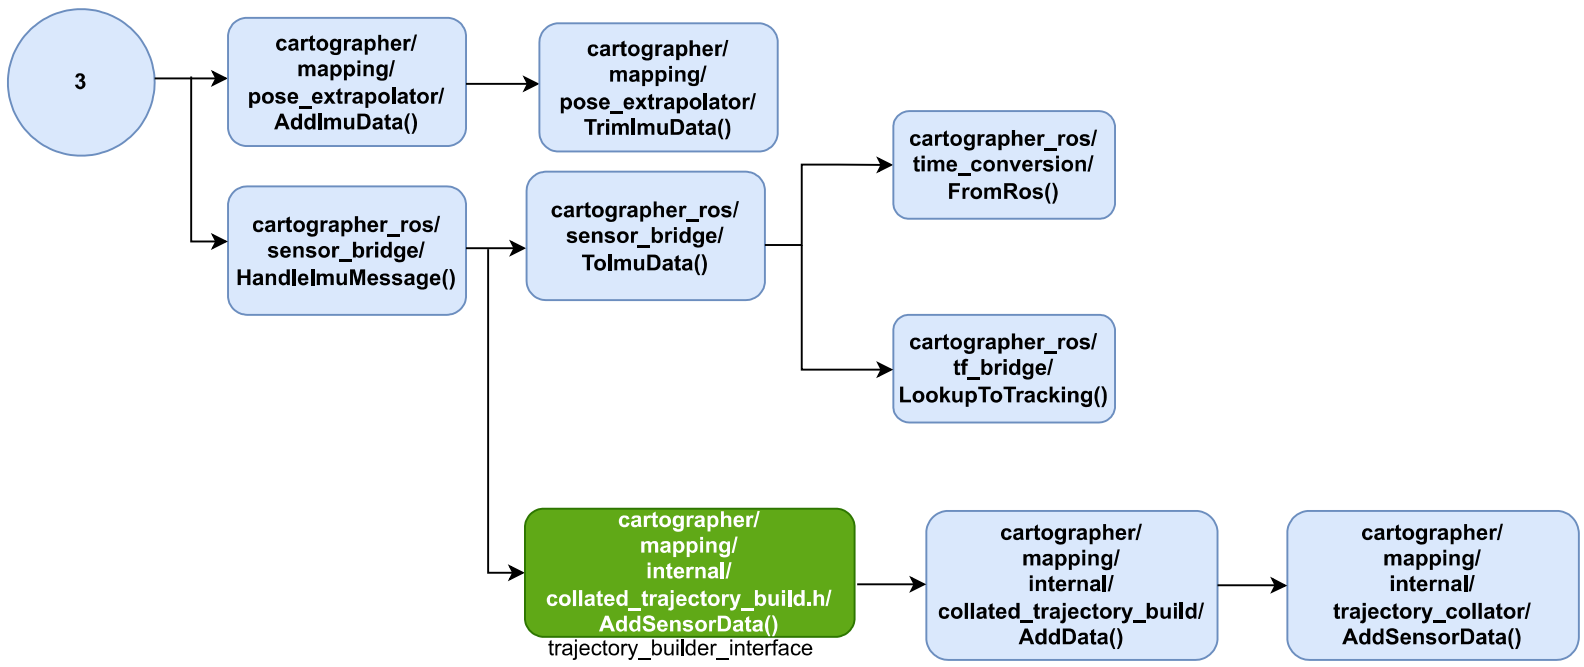 3
cartographer/
mapping/
pose_extrapolator/
AddImuData()
cartographer/
mapping/
pose_extrapolator/
TrimImuData()
cartographer_ros/
sensor_bridge/
HandleImuMessage()
cartographer_ros/
sensor_bridge/
ToImuData()
cartographer_ros/
time_conversion/
FromRos()
cartographer_ros/
tf_bridge/
LookupToTracking()
cartographer/
mapping/
internal/
collated_trajectory_build.h/
AddSensorData()
trajectory_builder_interface
cartographer/
mapping/
internal/
collated_trajectory_build/
AddData()
cartographer/
mapping/
internal/
trajectory_collator/
AddSensorData()